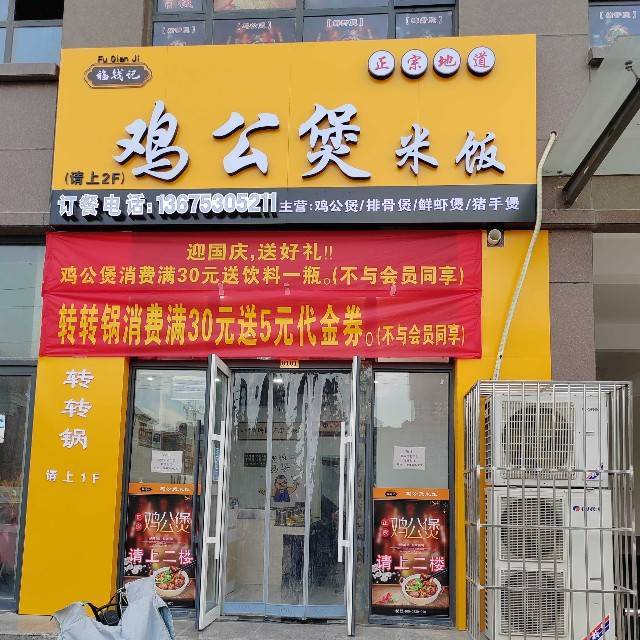 Fu Qian Ji
福钱记
正宗地道
鸡公煲米饭
(请上2F)
订餐电话:13675305211 主营:鸡公煲/排骨煲/鲜虾煲/猪手煲
迎国庆,送好礼!!
鸡公煲消费满30元送饮料一瓶。(不与会员同享)
转转锅消费满30元送5元代金券。(不与会员同享)
转转锅
请上1F
鸡公煲
请上二楼
鸡公煲
请上二楼